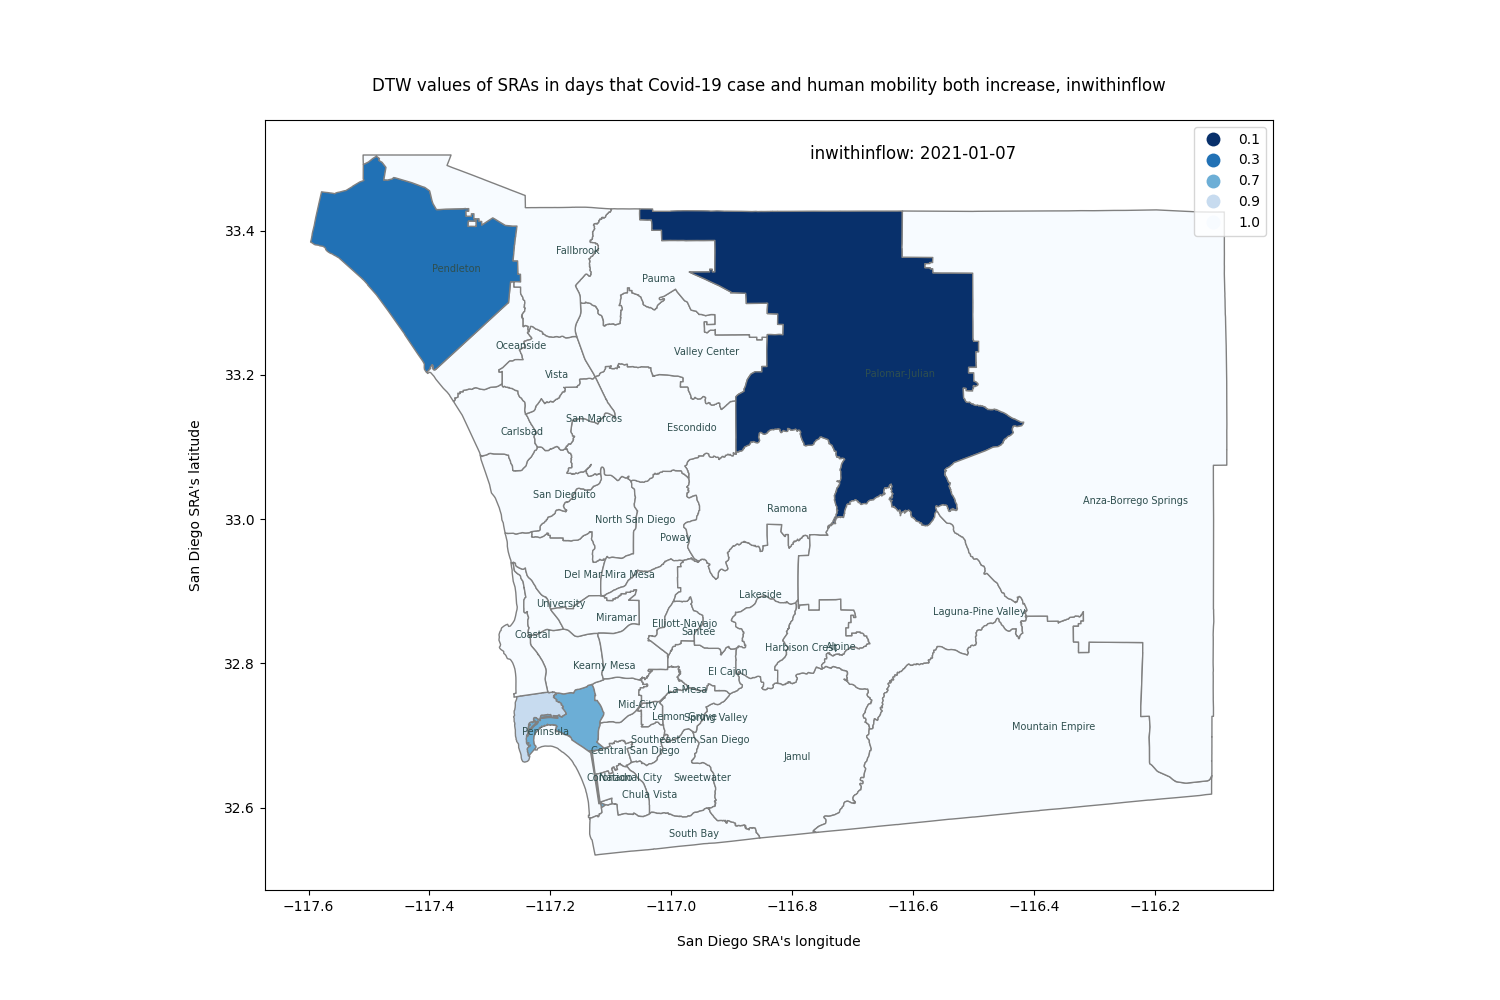 DTW values of SRAs in days that Covid-19 case and human mobility both increase, inwithinflow
inwithinflow: 2021-01-07
0.1
0.3
0.7
0.9
1.0
33.4
33.2
33.0
32.8
32.6
San Diego SRA's latitude
Fallbrook
Pendleton
Pauma
Oceanside
Valley Center
Vista
Palomar-Julian
San Marcos
Carlsbad
Escondido
San Dieguito
Anza-Borrego Springs
Ramona
North San Diego
Poway
Del Mar-Mira Mesa
Lakeside
University
Laguna-Pine Valley
Miramar
Elliott-Navajo
Santee
Coastal
Harbison Crest
Alpine
Kearny Mesa
El Cajon
La Mesa
Mid-City
Lemon Grove
Spring Valley
Mountain Empire
Peninsula
Southeastern San Diego
Central San Diego
Jamul
Coronado
National City
Sweetwater
Chula Vista
South Bay
−117.6
−117.4
−117.2
−117.0
−116.8
−116.6
−116.4
−116.2
San Diego SRA's longitude